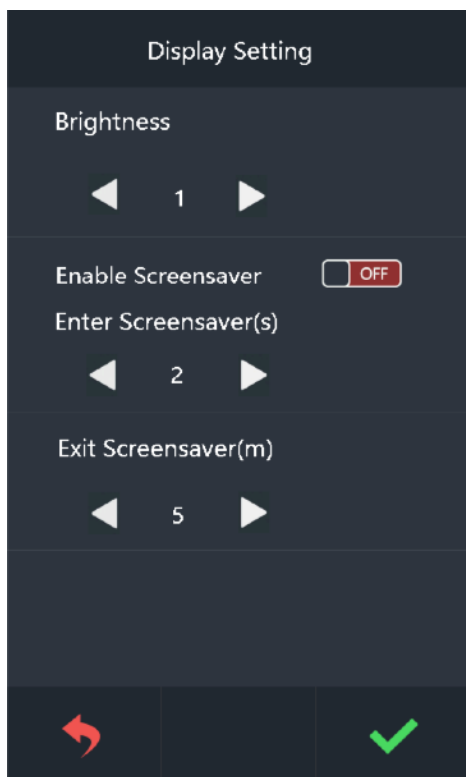 Display Setting
Brightness
1
Enable Screensaver OFF
Enter Screensaver(s)
2
Exit Screensaver(m)
5